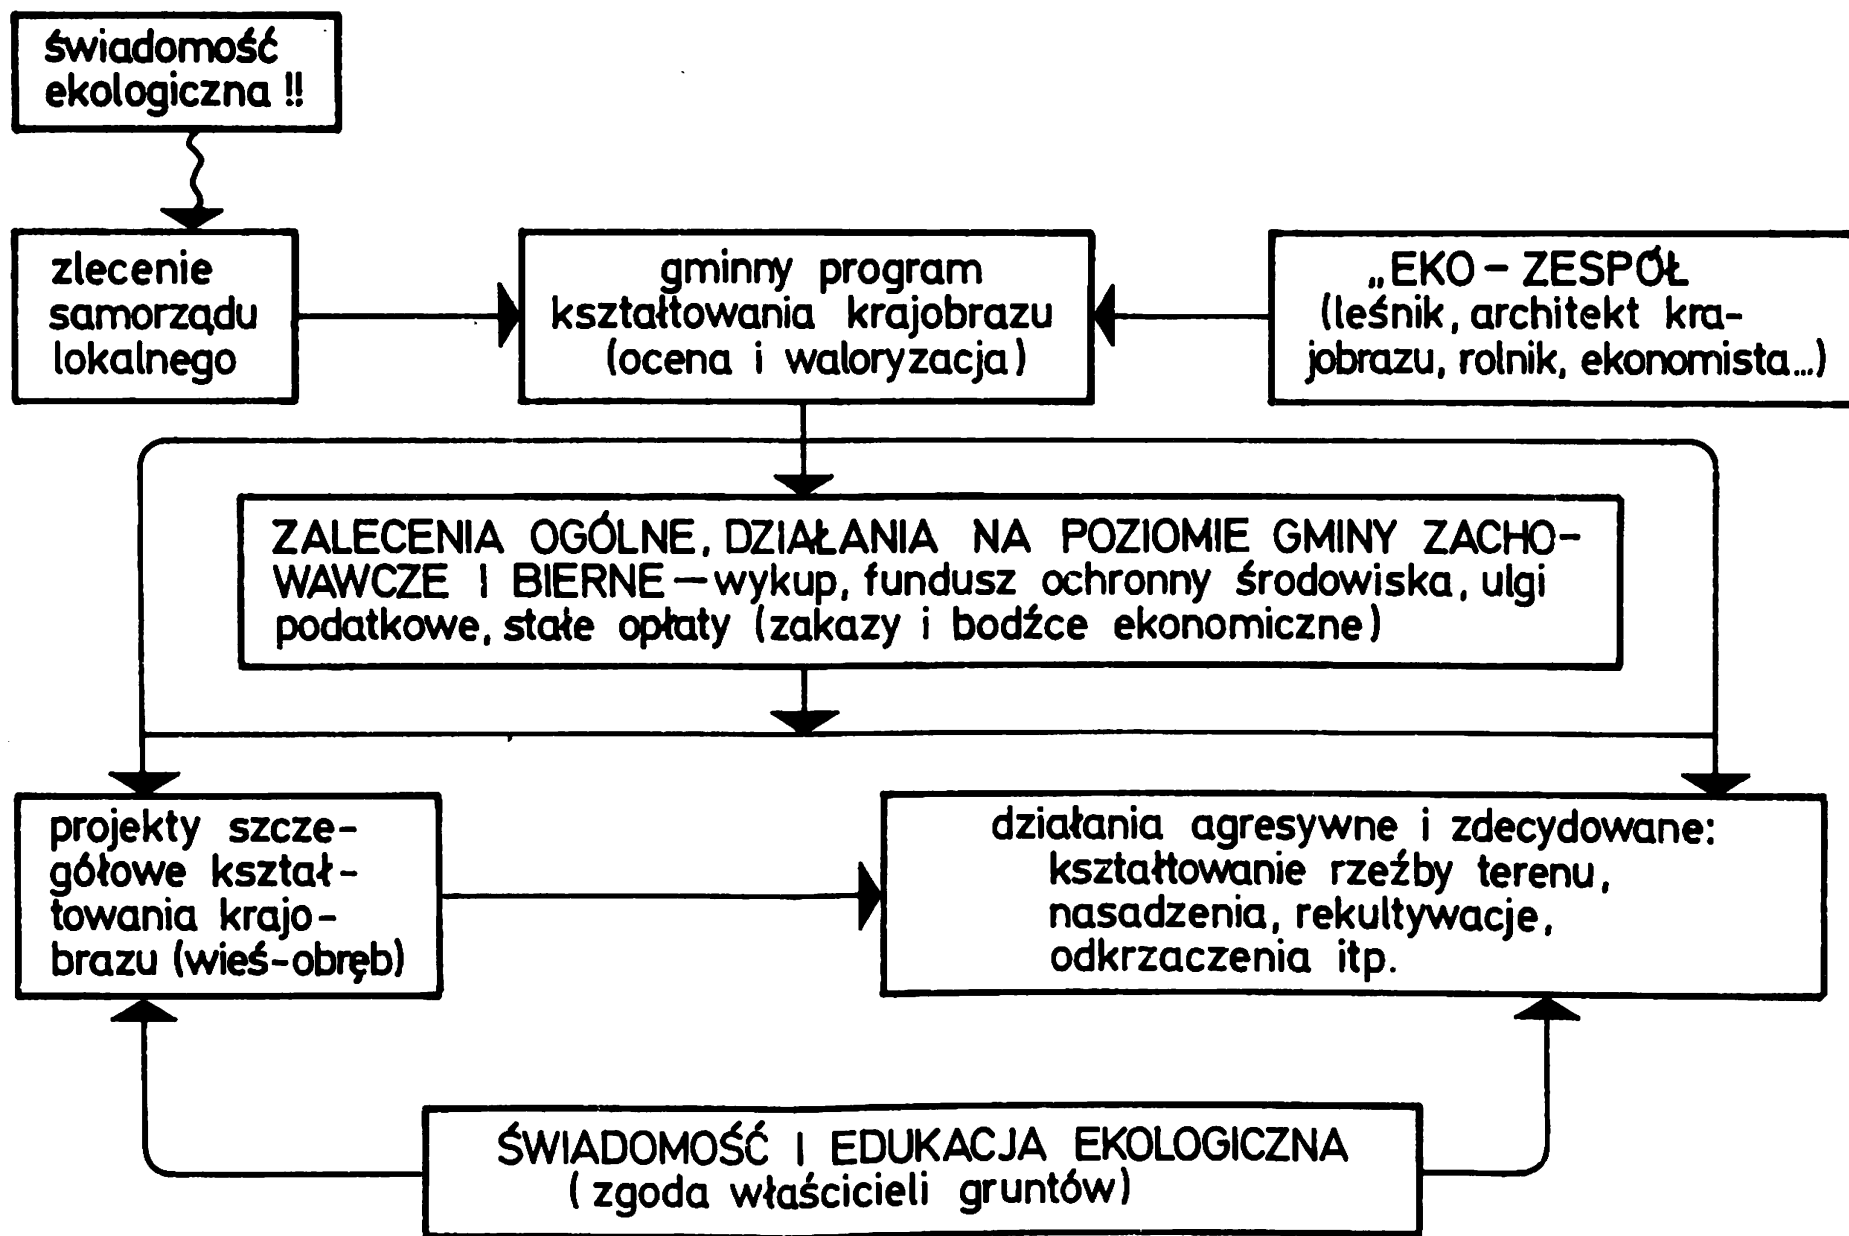 świadomość
ekologiczna !!
zlecenie
samorządu
lokalnego
gminny program
kształtowania krajobrazu
(ocena i waloryzacja)
„EKO – ZESPÓŁ
(leśnik, architekt kra-
jobrazu, rolnik, ekonomista...)
ZALECENIA OGÓLNE, DZIAŁANIA NA POZIOMIE GMINY ZACHO-
WAWCZE I BIERNE — wykup, fundusz ochronny środowiska, ulgi
podatkowe, stałe opłaty (zakazy i bodźce ekonomiczne)
projekty szcze-
gółowe kształ-
towania krajo-
brazu (wieś-obręb)
działania agresywne i zdecydowane:
kształtowanie rzeźby terenu,
nasadzenia, rekultywacje,
odkrzaczenia itp.
ŚWIADOMOŚĆ I EDUKACJA EKOLOGICZNA
(zgoda właścicieli gruntów)